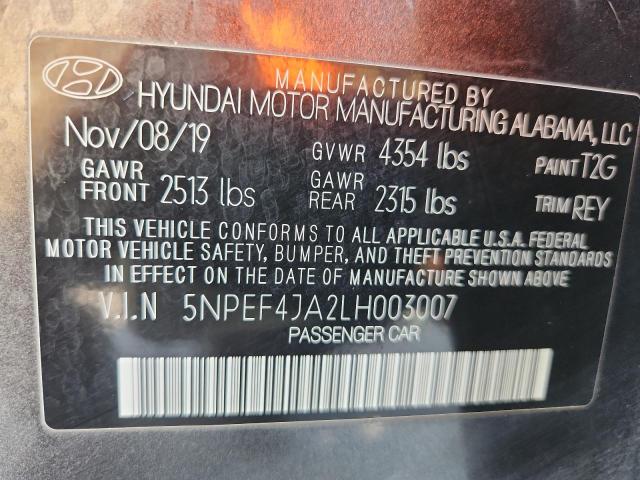 MANUFACTURED BY
HYUNDAI MOTOR MANUFACTURING ALABAMA, LLC
Nov/08/19 GVWR 4354 lbs PAINT T2G
GAWR FRONT 2513 lbs GAWR REAR 2315 lbs TRIM REY
THIS VEHICLE CONFORMS TO ALL APPLICABLE U.S.A. FEDERAL
MOTOR VEHICLE SAFETY, BUMPER, AND THEFT PREVENTION STANDARDS
IN EFFECT ON THE DATE OF MANUFACTURE SHOWN ABOVE
V.I.N 5NPEF4JA2LH003007
PASSENGER CAR